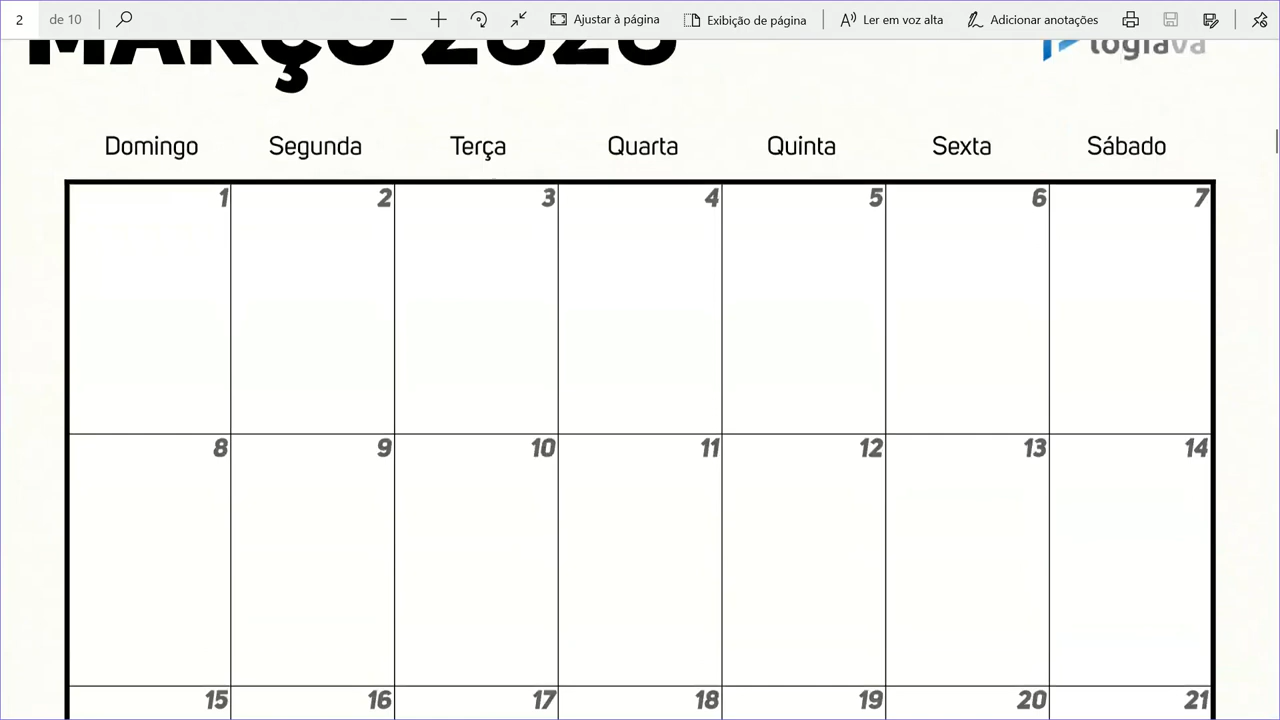 2 de 10 Ajustar à página Exibição de página Ler em voz alta Adicionar anotações
MARÇO 2020
Domingo Segunda Terça Quarta Quinta Sexta Sábado
1 2 3 4 5 6 7
8 9 10 11 12 13 14
15 16 17 18 19 20 21